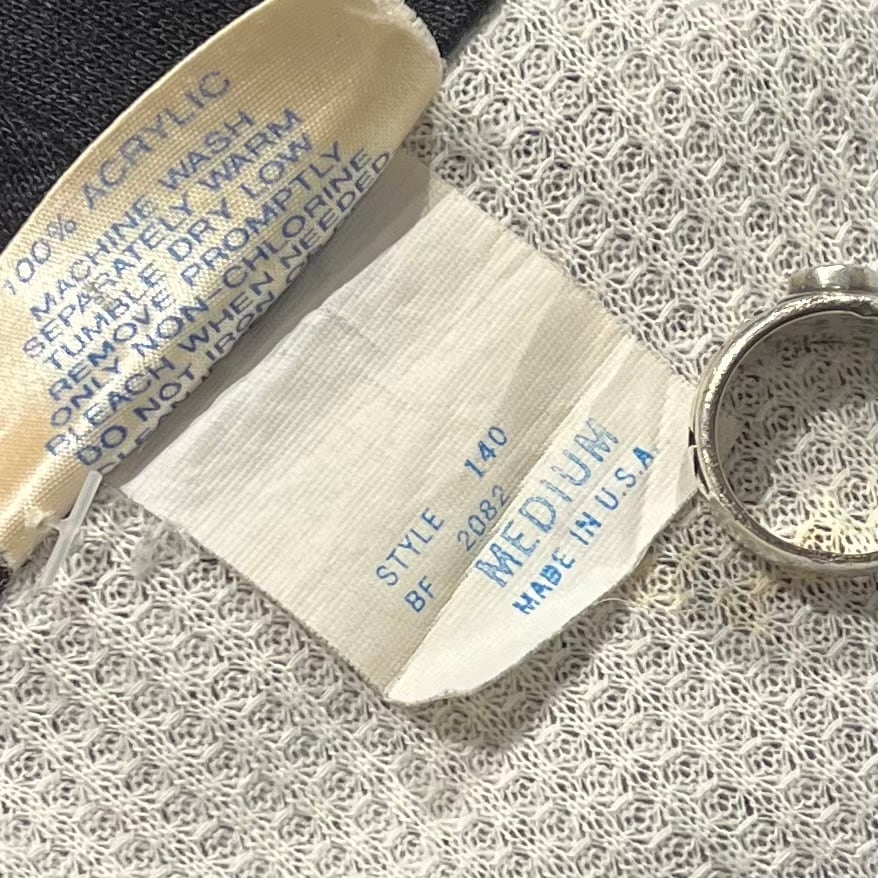 100% ACRYLIC
MACHINE WASH
SEPARATELY WARM
TUMBLE DRY LOW
REMOVE PROMPTLY
ONLY NON-CHLORINE
BLEACH WHEN NEEDED
DO NOT IRON
STYLE 140
BF 2082
MEDIUM
MADE IN U.S.A